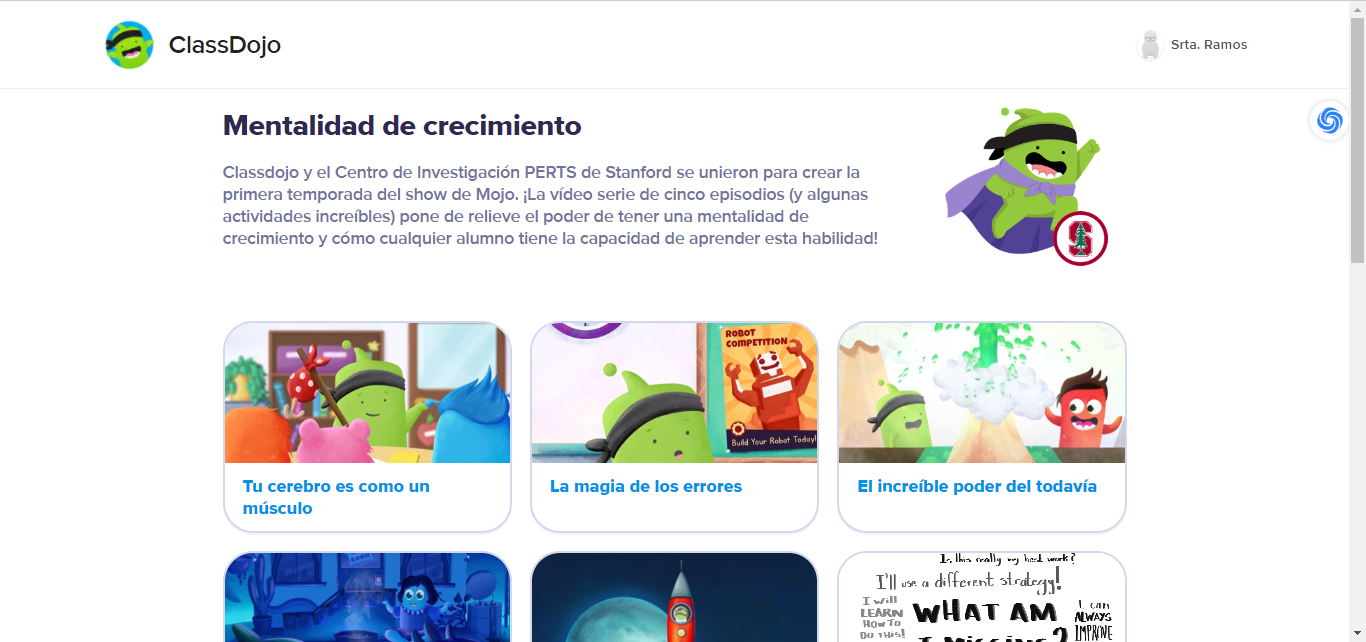 ClassDojo
Srta. Ramos
Mentalidad de crecimiento
Classdojo y el Centro de Investigación PERTS de Stanford se unieron para crear la
primera temporada del show de Mojo. ¡La vídeo serie de cinco episodios (y algunas
actividades increíbles) pone de relieve el poder de tener una mentalidad de
crecimiento y cómo cualquier alumno tiene la capacidad de aprender esta habilidad!
S
ROBOT
COMPETITION
Build Your Robot Today!
Tu cerebro es como un
músculo
La magia de los errores
El increíble poder del todavía
Is this really my best work?
I'll use a different strategy!
I will
LEARN
HOW TO
DO THIS!
WHAT AM
I MISSING?
I can
ALWAYS
IMPROVE